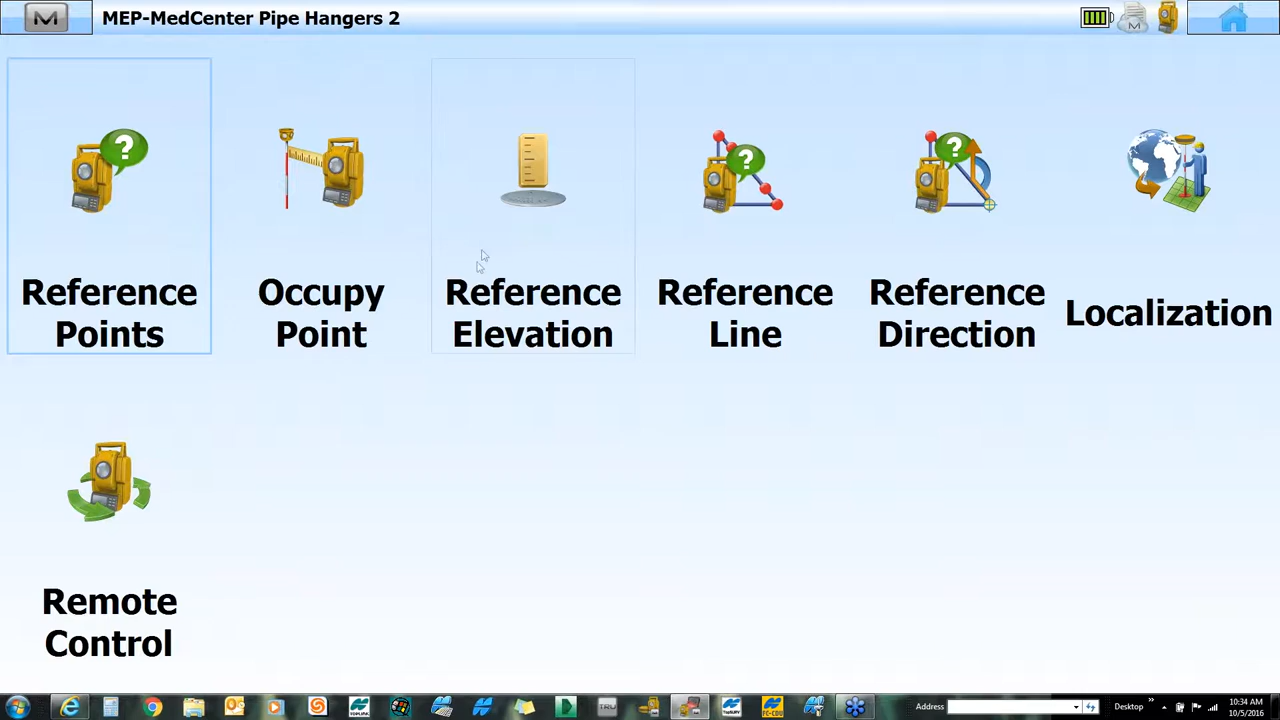 MEP-MedCenter Pipe Hangers 2
M
?
?
?
Reference
Points
Occupy
Point
Reference
Elevation
Reference
Line
Reference
Direction
Localization
Remote
Control
TRU
Address
Desktop
10:34 AM
10/5/2016